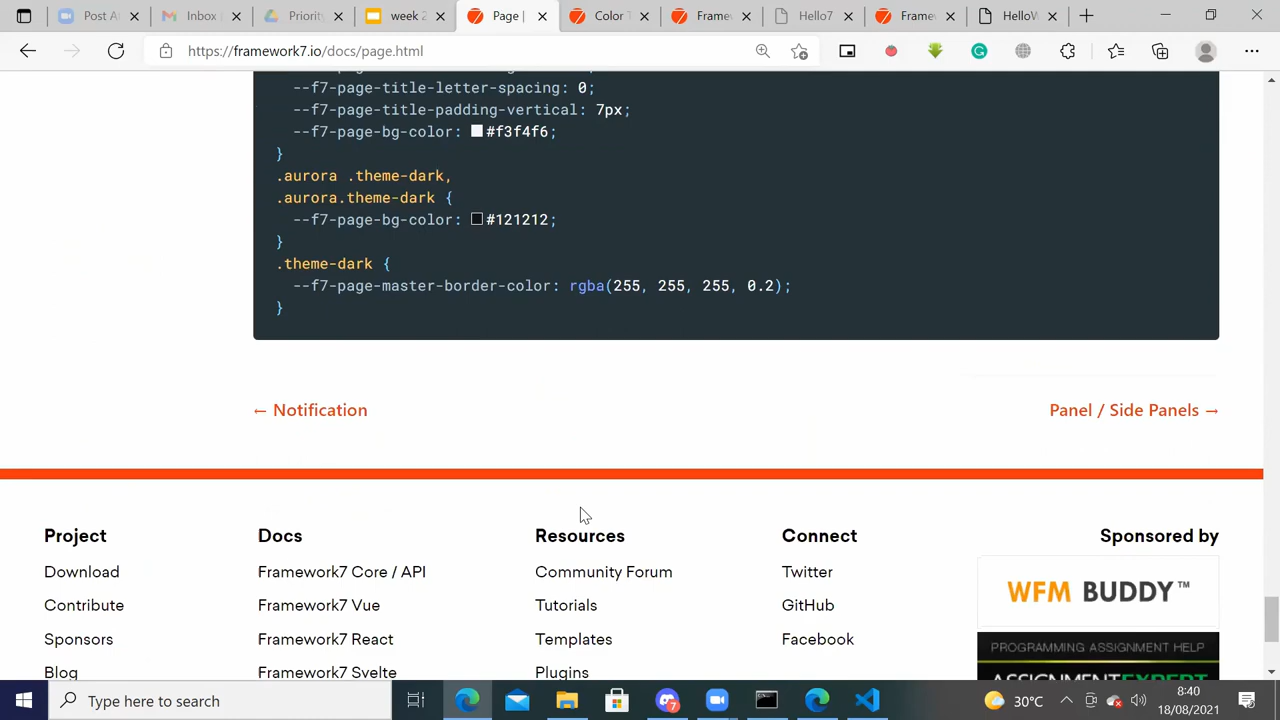 Post A
Inbox
Priorit
week 2
Page |
Color T
Framew
Hello7
Framew
HelloW
https://framework7.io/docs/page.html
--f7-page-title-letter-spacing: 0;
--f7-page-title-padding-vertical: 7px;
--f7-page-bg-color: #f3f4f6;
}
.aurora .theme-dark,
.aurora.theme-dark {
--f7-page-bg-color: #121212;
}
.theme-dark {
--f7-page-master-border-color: rgba(255, 255, 255, 0.2);
}
← Notification
Panel / Side Panels →
Project
Docs
Resources
Connect
Sponsored by
Download
Framework7 Core / API
Community Forum
Twitter
WFM BUDDY™
Contribute
Framework7 Vue
Tutorials
GitHub
Sponsors
Framework7 React
Templates
Facebook
PROGRAMMING ASSIGNMENT HELP
Blog
Framework7 Svelte
Plugins
ASSIGNMENTEXPERT
Type here to search
7
30°C
8:40
18/08/2021